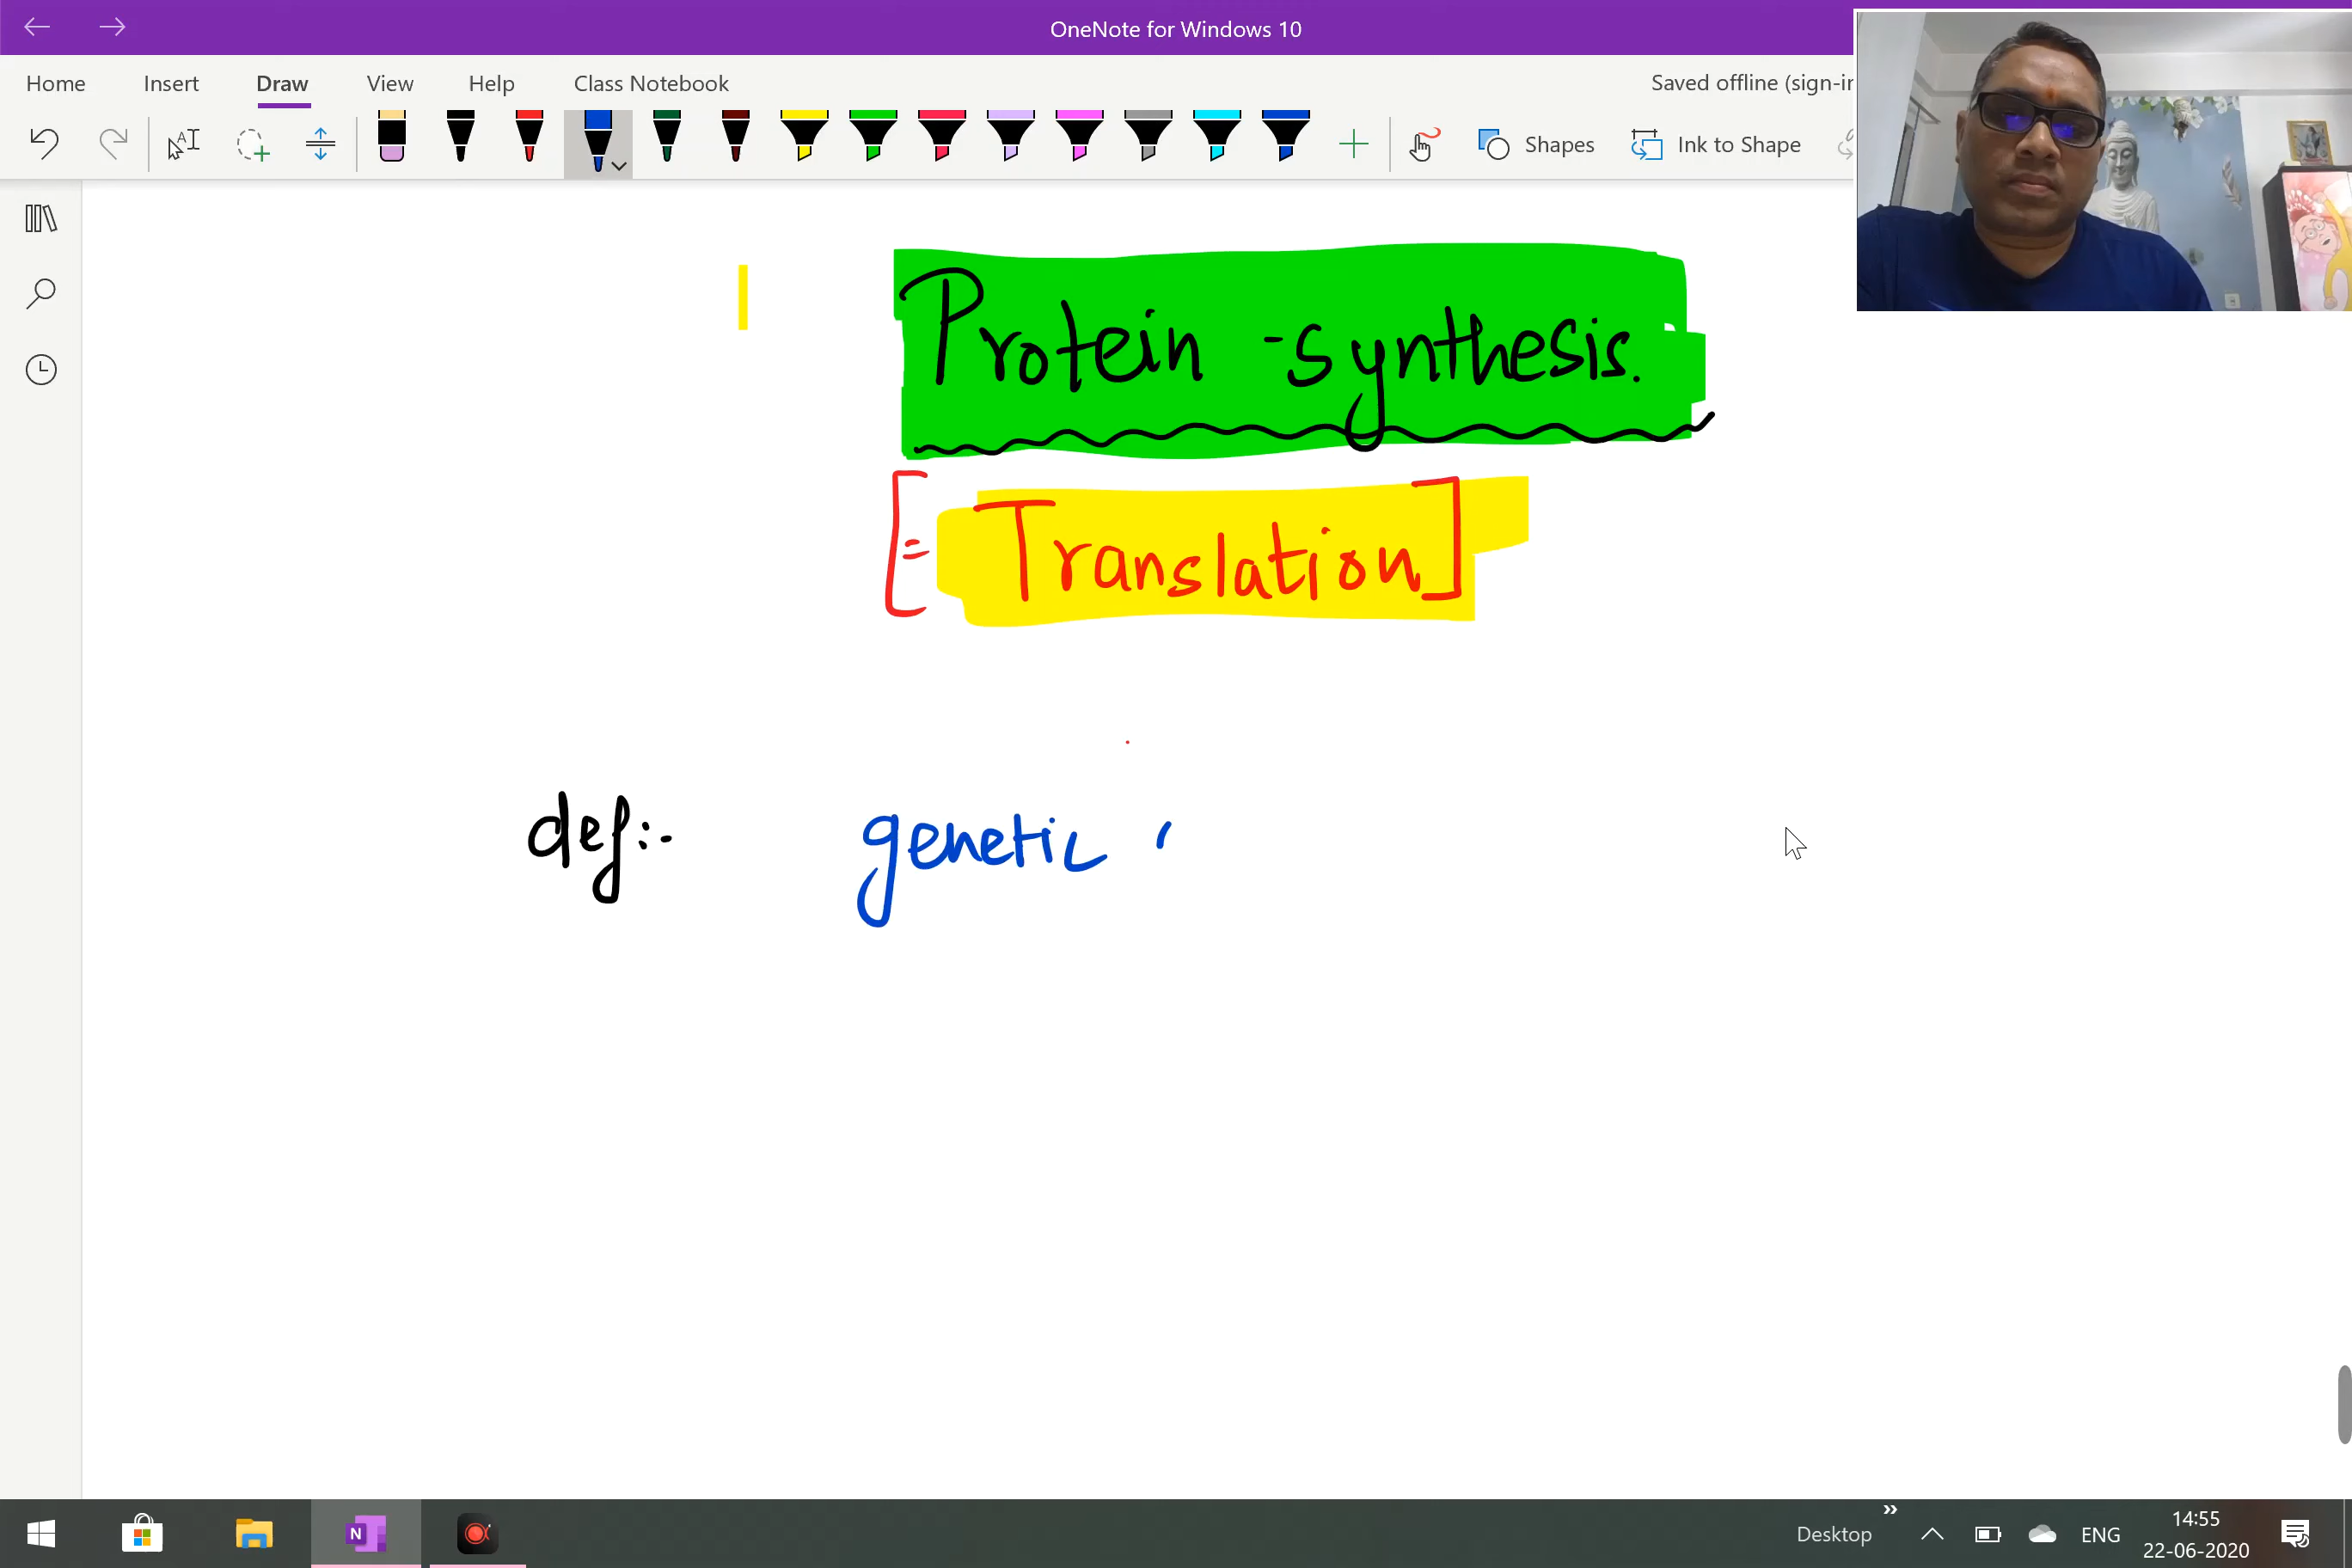 OneNote for Windows 10
Home Insert Draw View Help Class Notebook Saved offline (sign-in
Shapes Ink to Shape
Protein -synthesis.
[= Translation]
def:- genetic
Desktop ENG 14:55
22-06-2020